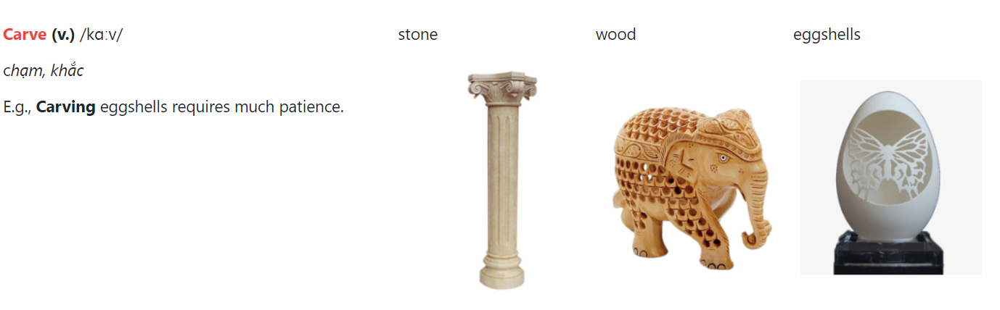 Carve (v.) /kɑːv/
chạm, khắc
E.g., Carving eggshells requires much patience.
stone
wood
eggshells